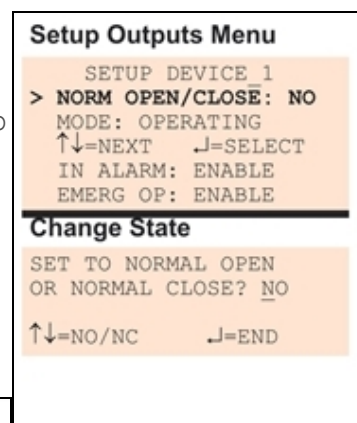 Setup Outputs Menu
SETUP DEVICE 1
> NORM OPEN/CLOSE: NO
MODE: OPERATING
↑↓=NEXT ↵=SELECT
IN ALARM: ENABLE
EMERG OP: ENABLE
Change State
SET TO NORMAL OPEN
OR NORMAL CLOSE? NO
↑↓=NO/NC ↵=END